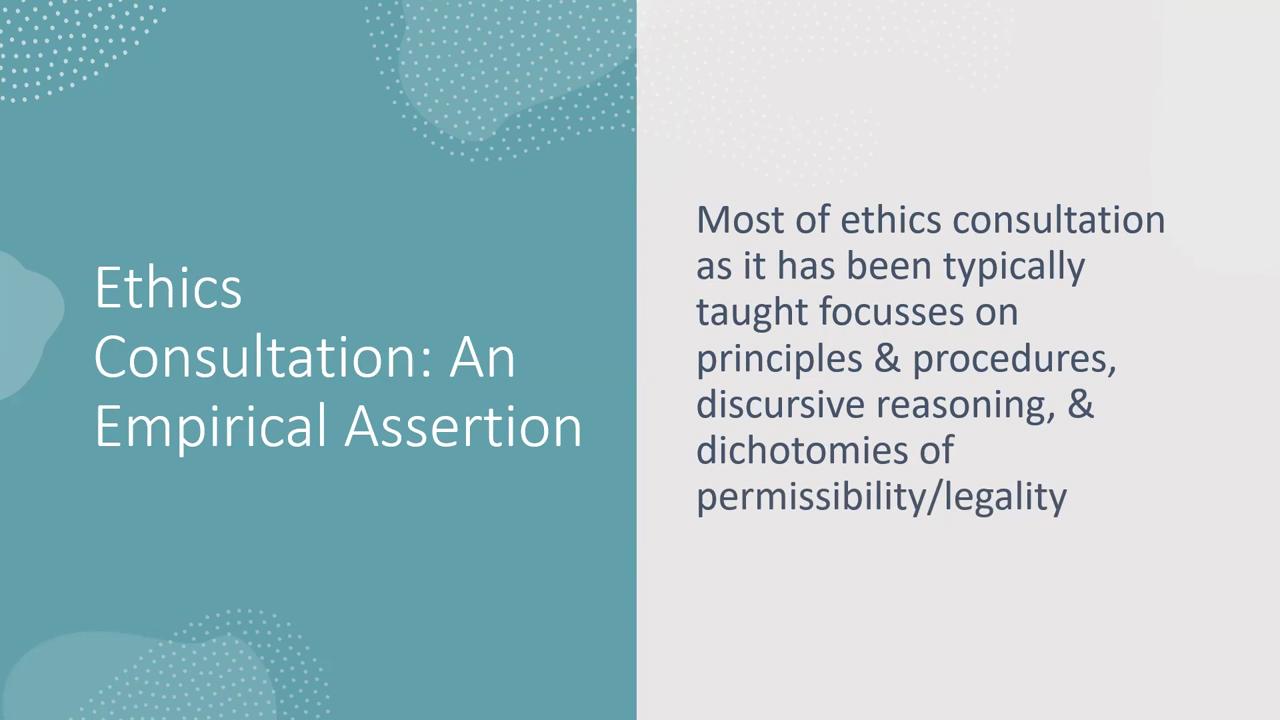 Ethics
Consultation: An
Empirical Assertion
Most of ethics consultation
as it has been typically
taught focusses on
principles & procedures,
discursive reasoning, &
dichotomies of
permissibility/legality